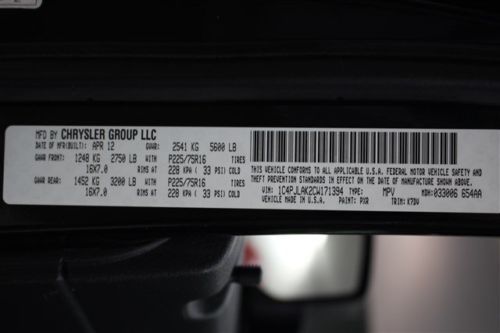 MFD BY CHRYSLER GROUP LLC
DATE OF MFR(BUILT): APR 12 GVWR: 2541 KG 5600 LB
GAWR FRONT: 1248 KG 2750 LB WITH P225/75R16 TIRES
16X7.0 RIMS AT 228 KPA ( 33 PSI) COLD
GAWR REAR: 1452 KG 3200 LB WITH P225/75R16 TIRES
16X7.0 RIMS AT 228 KPA ( 33 PSI) COLD
THIS VEHICLE CONFORMS TO ALL APPLICABLE U.S.A. FEDERAL MOTOR VEHICLE SAFETY AND
THEFT PREVENTION STANDARDS IN EFFECT ON THE DATE OF MANUFACTURE SHOWN ABOVE.
VIN: 1C4PJLAK2CW171394 TYPE: MPV MDH: 033006 654AA
VEHICLE MADE IN U.S.A. PAINT: PXR TRIM: K7DV